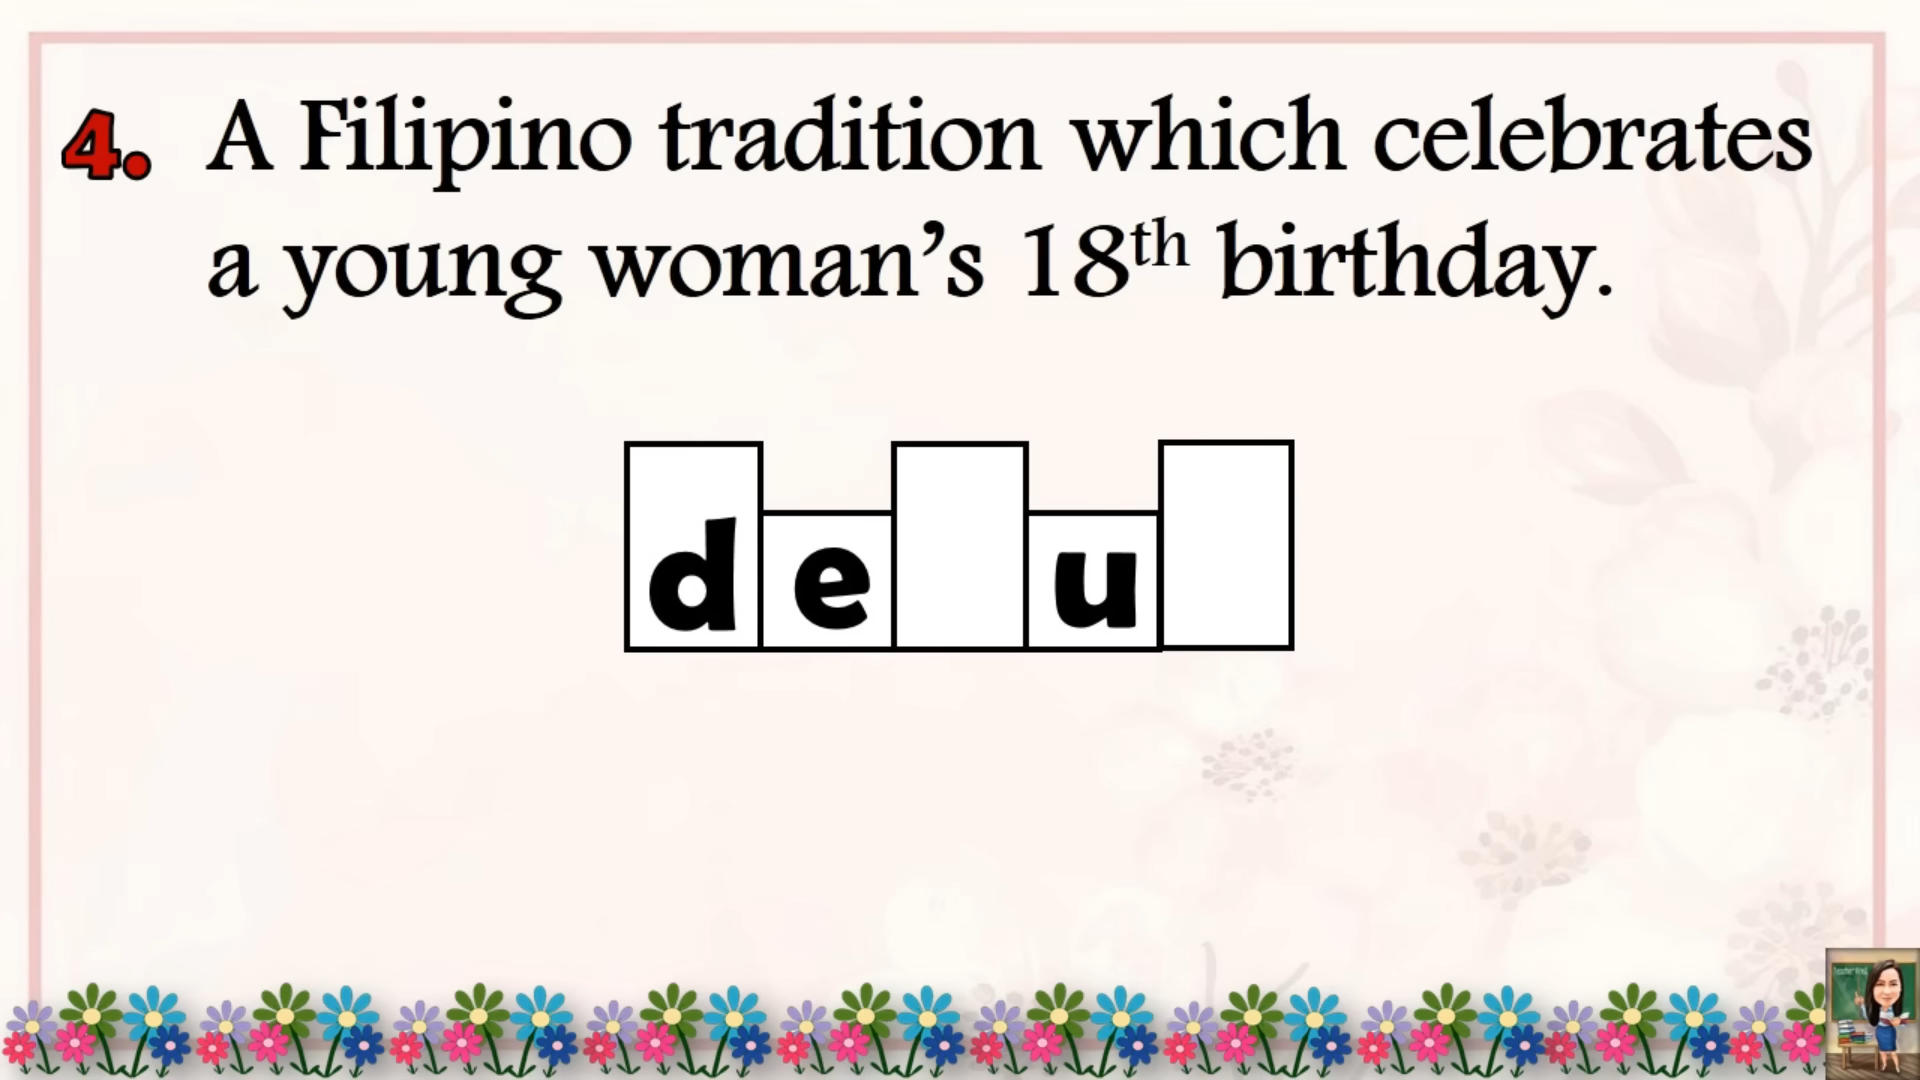 4. A Filipino tradition which celebrates
a young woman's 18th birthday.
d e u